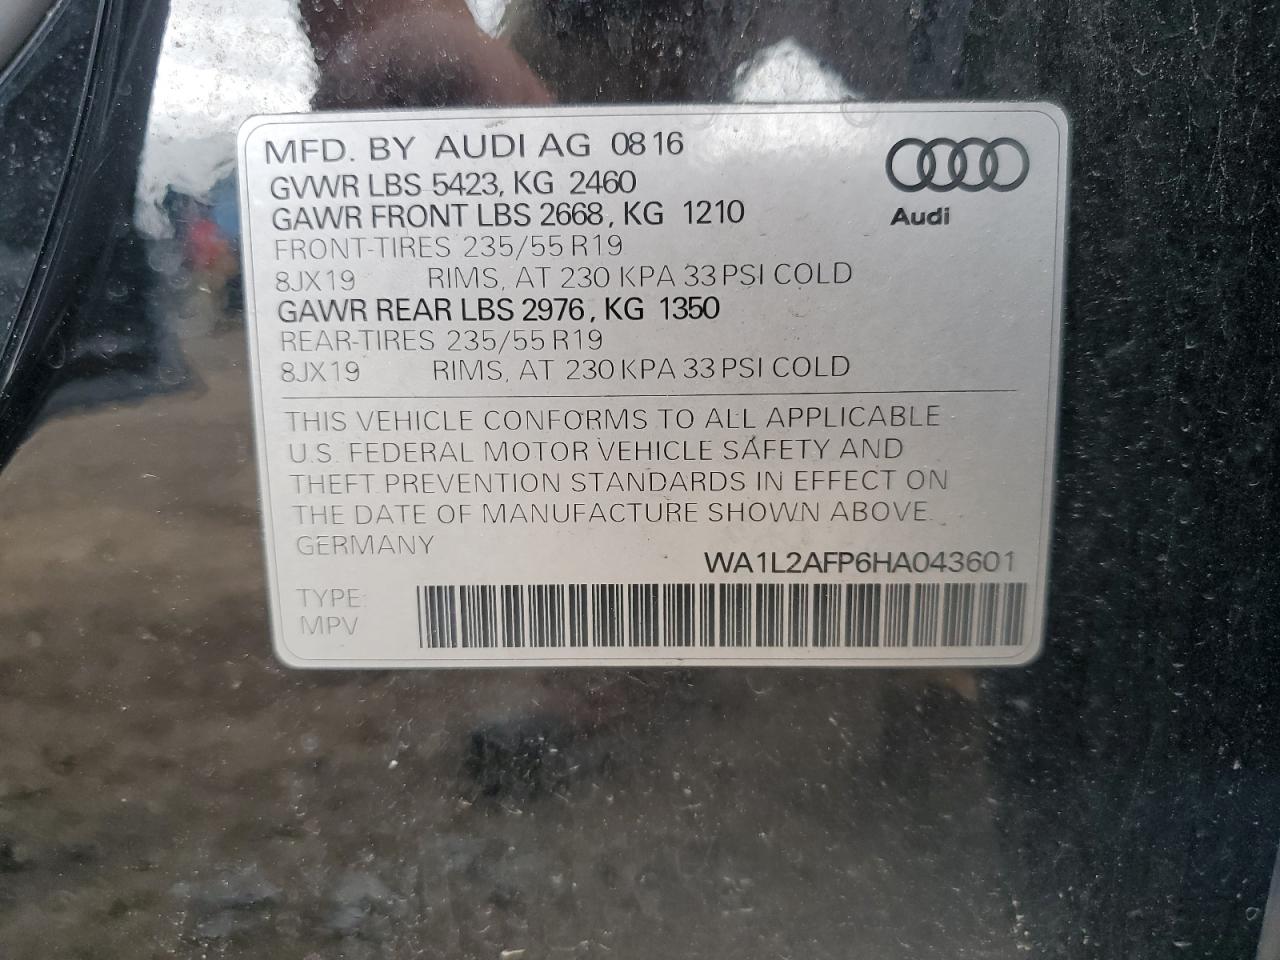 MFD. BY AUDI AG 0816
GVWR LBS 5423, KG 2460
GAWR FRONT LBS 2668, KG 1210
FRONT-TIRES 235/55 R19
8JX19 RIMS, AT 230 KPA 33 PSI COLD
GAWR REAR LBS 2976, KG 1350
REAR-TIRES 235/55 R19
8JX19 RIMS, AT 230 KPA 33 PSI COLD
Audi
THIS VEHICLE CONFORMS TO ALL APPLICABLE
U.S. FEDERAL MOTOR VEHICLE SAFETY AND
THEFT PREVENTION STANDARDS IN EFFECT ON
THE DATE OF MANUFACTURE SHOWN ABOVE.
GERMANY
WA1L2AFP6HA043601
TYPE:
MPV